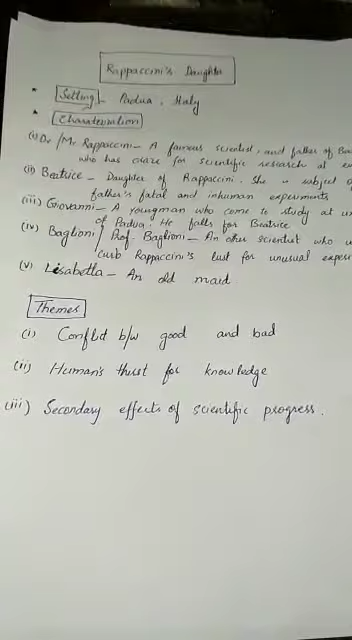 Rappaccini's Daughter
* Setting - Padua, Italy
* Characterization
(i) Dr / Mr Rappaccini - A famous scientist, and father of Bea
who has craze for scientific research at
(ii) Beatrice - Daughter of Rappaccini. She is subject o
father's fatal and inhuman experiments
(iii) Giovanni - A youngman who come to study at un
of Padua. He falls for Beatrice
(iv) Baglioni / Prof. Baglioni - An other scientist who w
curb Rappaccini's lust for unusual exper
(v) Lisabetta - An old maid
Themes
(i) Conflict b/w good and bad
(ii) Human's thirst for knowledge
(iii) Secondary effects of scientific progress.